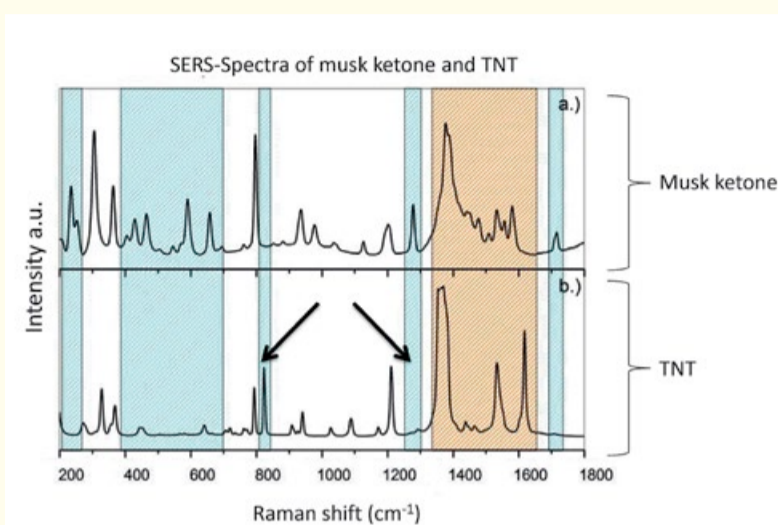 SERS-Spectra of musk ketone and TNT
a.)
Musk ketone
Intensity a.u.
b.)
TNT
200 400 600 800 1000 1200 1400 1600 1800
Raman shift (cm-1)